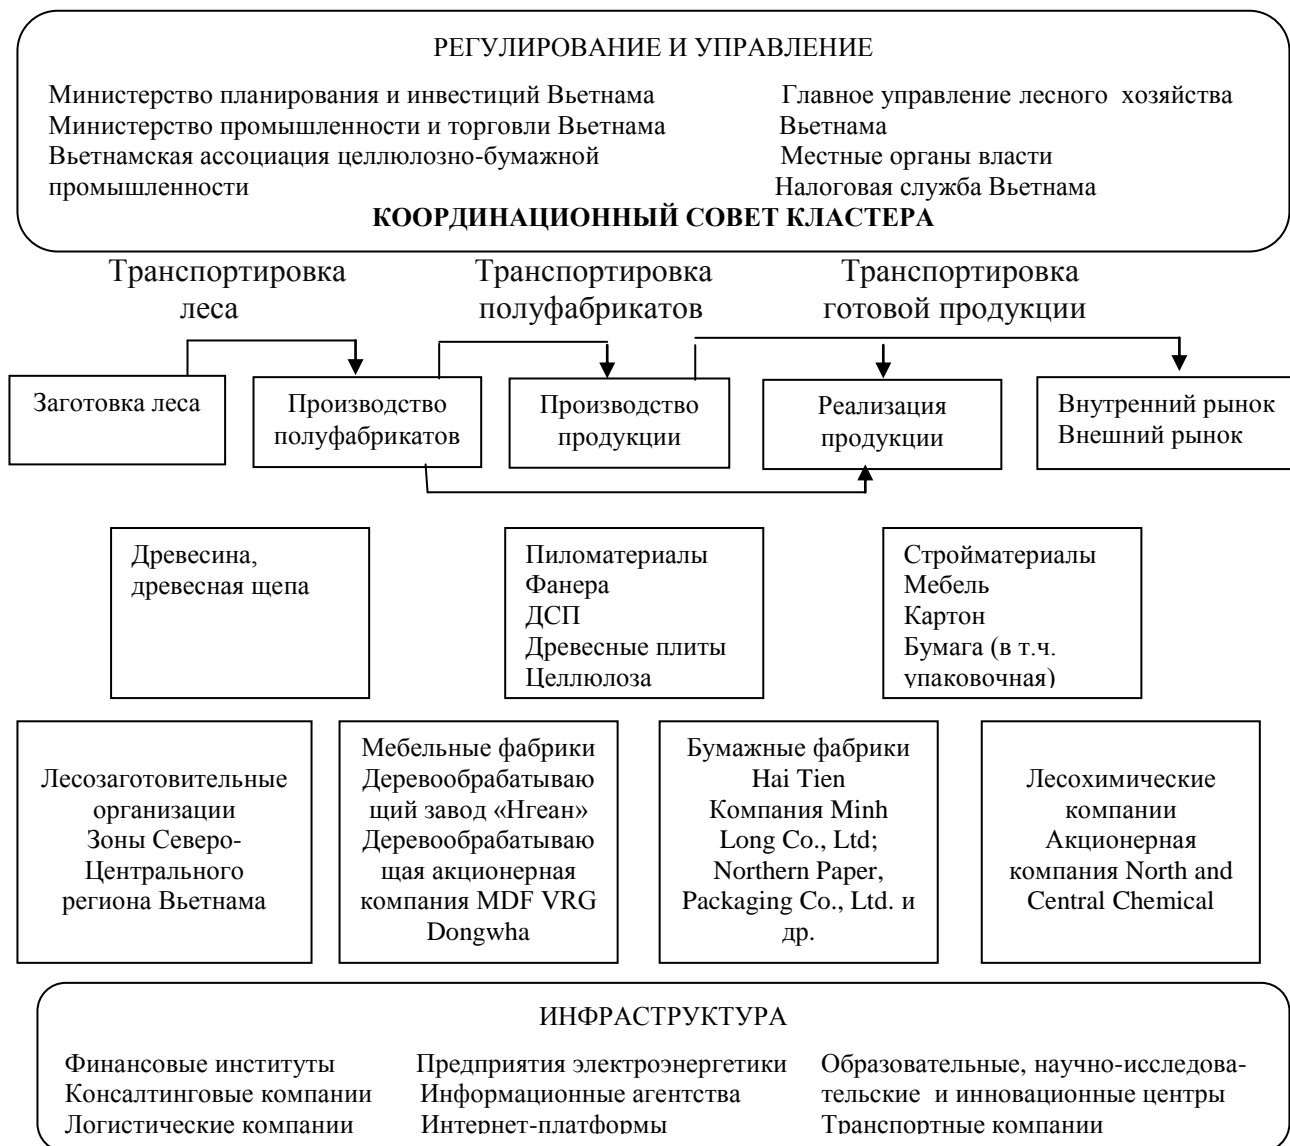 РЕГУЛИРОВАНИЕ И УПРАВЛЕНИЕ
Министерство планирования и инвестиций Вьетнама
Министерство промышленности и торговли Вьетнама
Вьетнамская ассоциация целлюлозно-бумажной
промышленности
Главное управление лесного хозяйства
Вьетнама
Местные органы власти
Налоговая служба Вьетнама
КООРДИНАЦИОННЫЙ СОВЕТ КЛАСТЕРА
Транспортировка
леса
Транспортировка
полуфабрикатов
Транспортировка
готовой продукции
Заготовка леса
Производство
полуфабрикатов
Производство
продукции
Реализация
продукции
Внутренний рынок
Внешний рынок
Древесина,
древесная щепа
Пиломатериалы
Фанера
ДСП
Древесные плиты
Целлюлоза
Стройматериалы
Мебель
Картон
Бумага (в т.ч.
упаковочная)
Лесозаготовительные
организации
Зоны Северо-
Центрального
региона Вьетнама
Мебельные фабрики
Деревообрабатываю
щий завод «Нгеан»
Деревообрабатываю
щая акционерная
компания MDF VRG
Dongwha
Бумажные фабрики
Hai Tien
Компания Minh
Long Co., Ltd;
Northern Paper,
Packaging Co., Ltd. и
др.
Лесохимические
компании
Акционерная
компания North and
Central Chemical
ИНФРАСТРУКТУРА
Финансовые институты
Консалтинговые компании
Логистические компании
Предприятия электроэнергетики
Информационные агентства
Интернет-платформы
Образовательные, научно-исследова-
тельские и инновационные центры
Транспортные компании